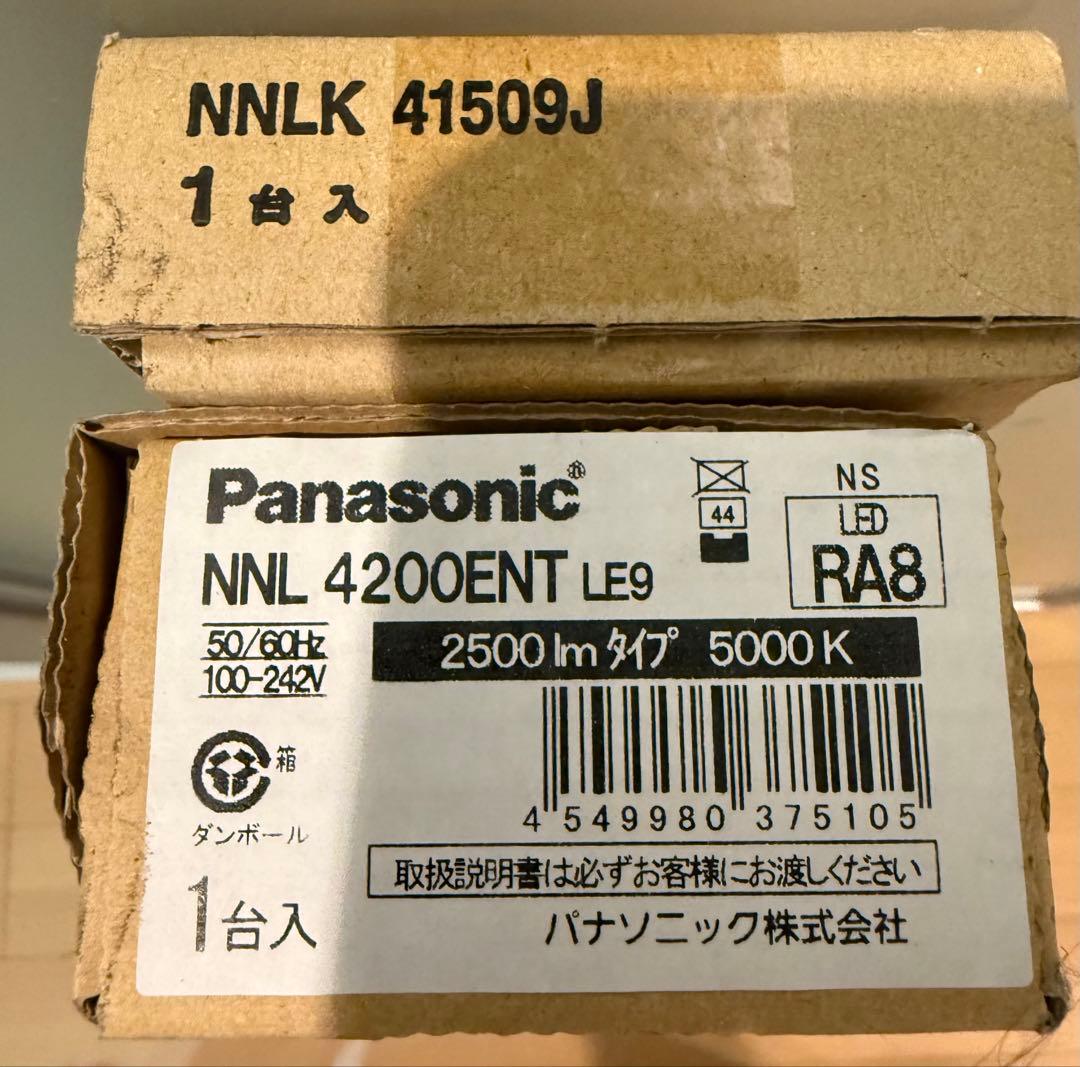 NNLK 41509J
1台入
Panasonic®
NNL 4200ENT LE9
44
NS
LED
RA8
50/60Hz
100-242V
2500 lm タイプ 5000K
箱
ダンボール
4 549980 375105
取扱説明書は必ずお客様にお渡しください
1台入
パナソニック株式会社